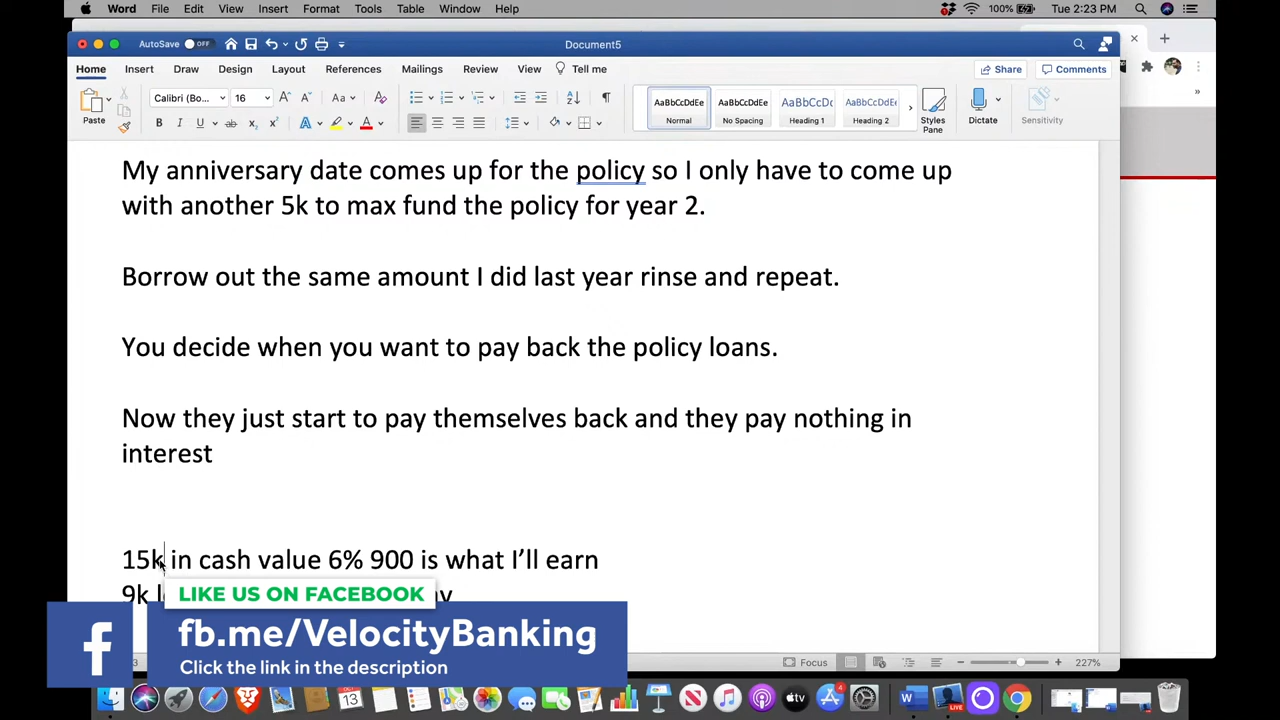 Word File Edit View Insert Format Tools Table Window Help 100% Tue 2:23 PM
AutoSave OFF Document5
Home Insert Draw Design Layout References Mailings Review View Tell me Share Comments
Paste Calibri (Bo... 16 Aa AaBbCcDdEe Normal AaBbCcDdEe No Spacing AaBbCcDc Heading 1 AaBbCcDdEe Heading 2 Styles Pane Dictate Sensitivity
B I U x₂ x² A A
My anniversary date comes up for the policy so I only have to come up
with another 5k to max fund the policy for year 2.
Borrow out the same amount I did last year rinse and repeat.
You decide when you want to pay back the policy loans.
Now they just start to pay themselves back and they pay nothing in
interest
15k in cash value 6% 900 is what I'll earn
9k
LIKE US ON FACEBOOK
fb.me/VelocityBanking
Click the link in the description
Focus 227%